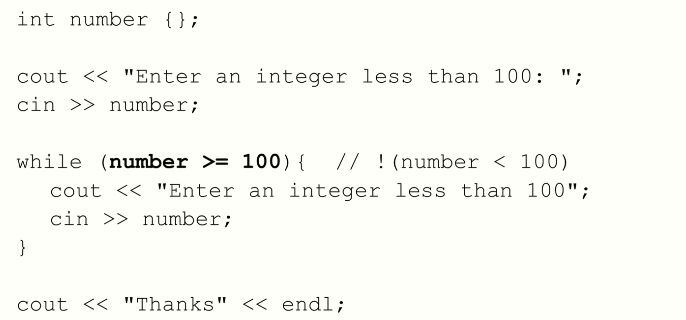 int number {};
cout << "Enter an integer less than 100: ";
cin >> number;
while (number >= 100){  // !(number < 100)
cout << "Enter an integer less than 100";
cin >> number;
}
cout << "Thanks" << endl;